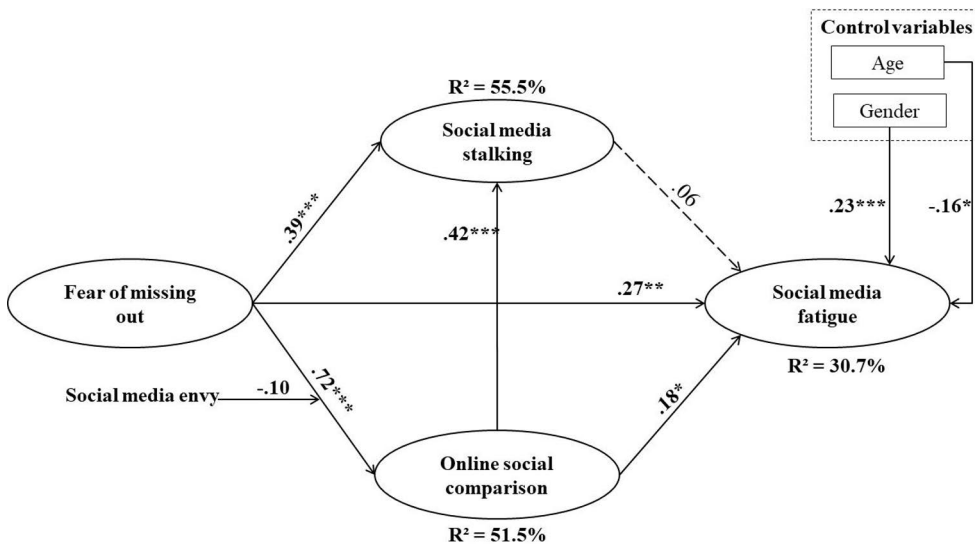 Control variables
Age
Gender
R² = 55.5%
Social media
stalking
.39***
.42***
.06
.23***
-.16*
Fear of missing
out
.27**
Social media
fatigue
R² = 30.7%
Social media envy
-.10
.72***
.18*
Online social
comparison
R² = 51.5%